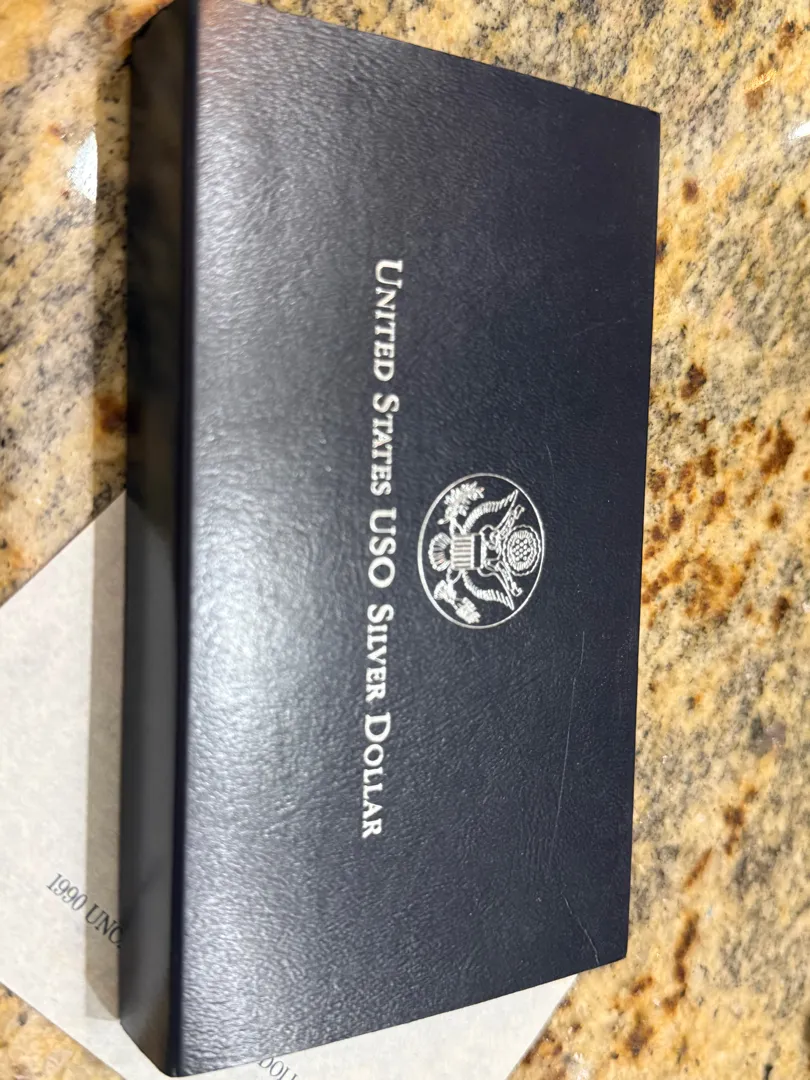 UNITED STATES USO SILVER DOLLAR
1990 UNC.